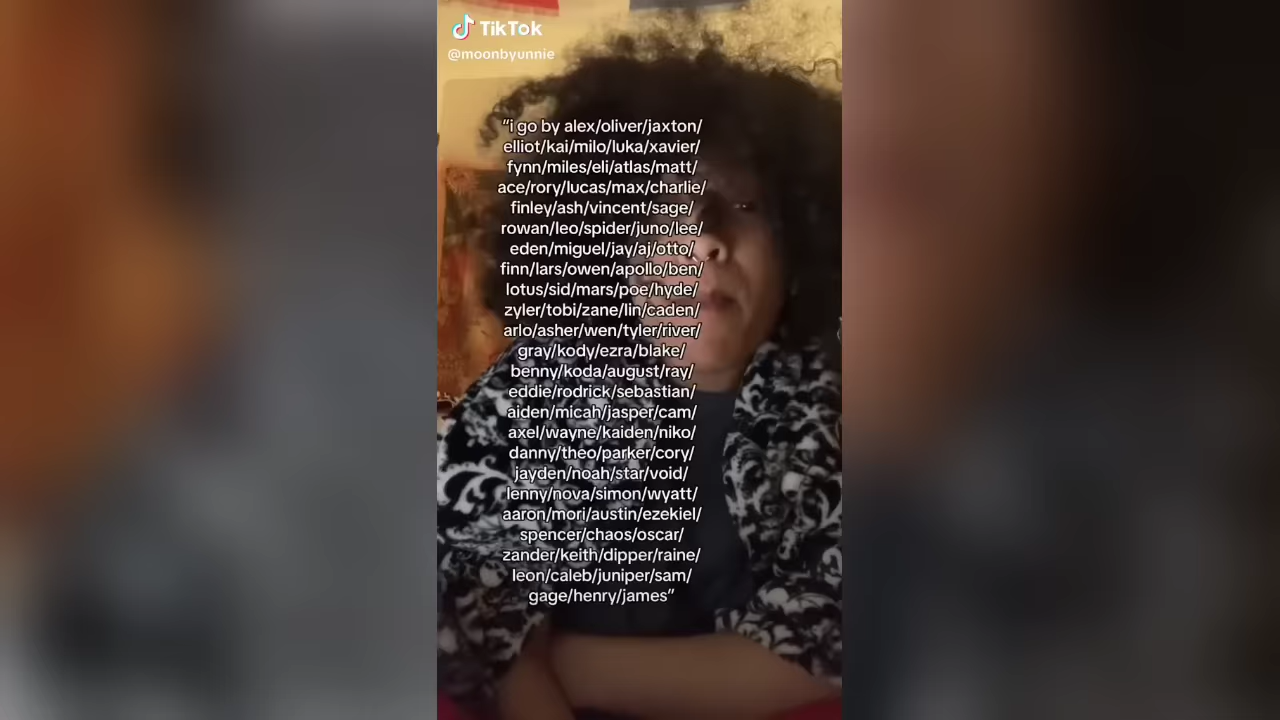 TikTok
@moonbyunnie
"i go by alex/oliver/jaxton/
elliot/kai/milo/luka/xavier/
fynn/miles/eli/atlas/matt/
ace/rory/lucas/max/charlie/
finley/ash/vincent/sage/
rowan/leo/spider/juno/lee/
eden/miguel/jay/aj/otto/
finn/lars/owen/apollo/ben/
lotus/sid/mars/poe/hyde/
zyler/tobi/zane/lin/caden/
arlo/asher/wen/tyler/river/
gray/kody/ezra/blake/
benny/koda/august/ray/
eddie/rodrick/sebastian/
aiden/micah/jasper/cam/
axel/wayne/kaiden/niko/
danny/theo/parker/cory/
jayden/noah/star/void/
lenny/nova/simon/wyatt/
aaron/mori/austin/ezekiel/
spencer/chaos/oscar/
zander/keith/dipper/raine/
leon/caleb/juniper/sam/
gage/henry/james"